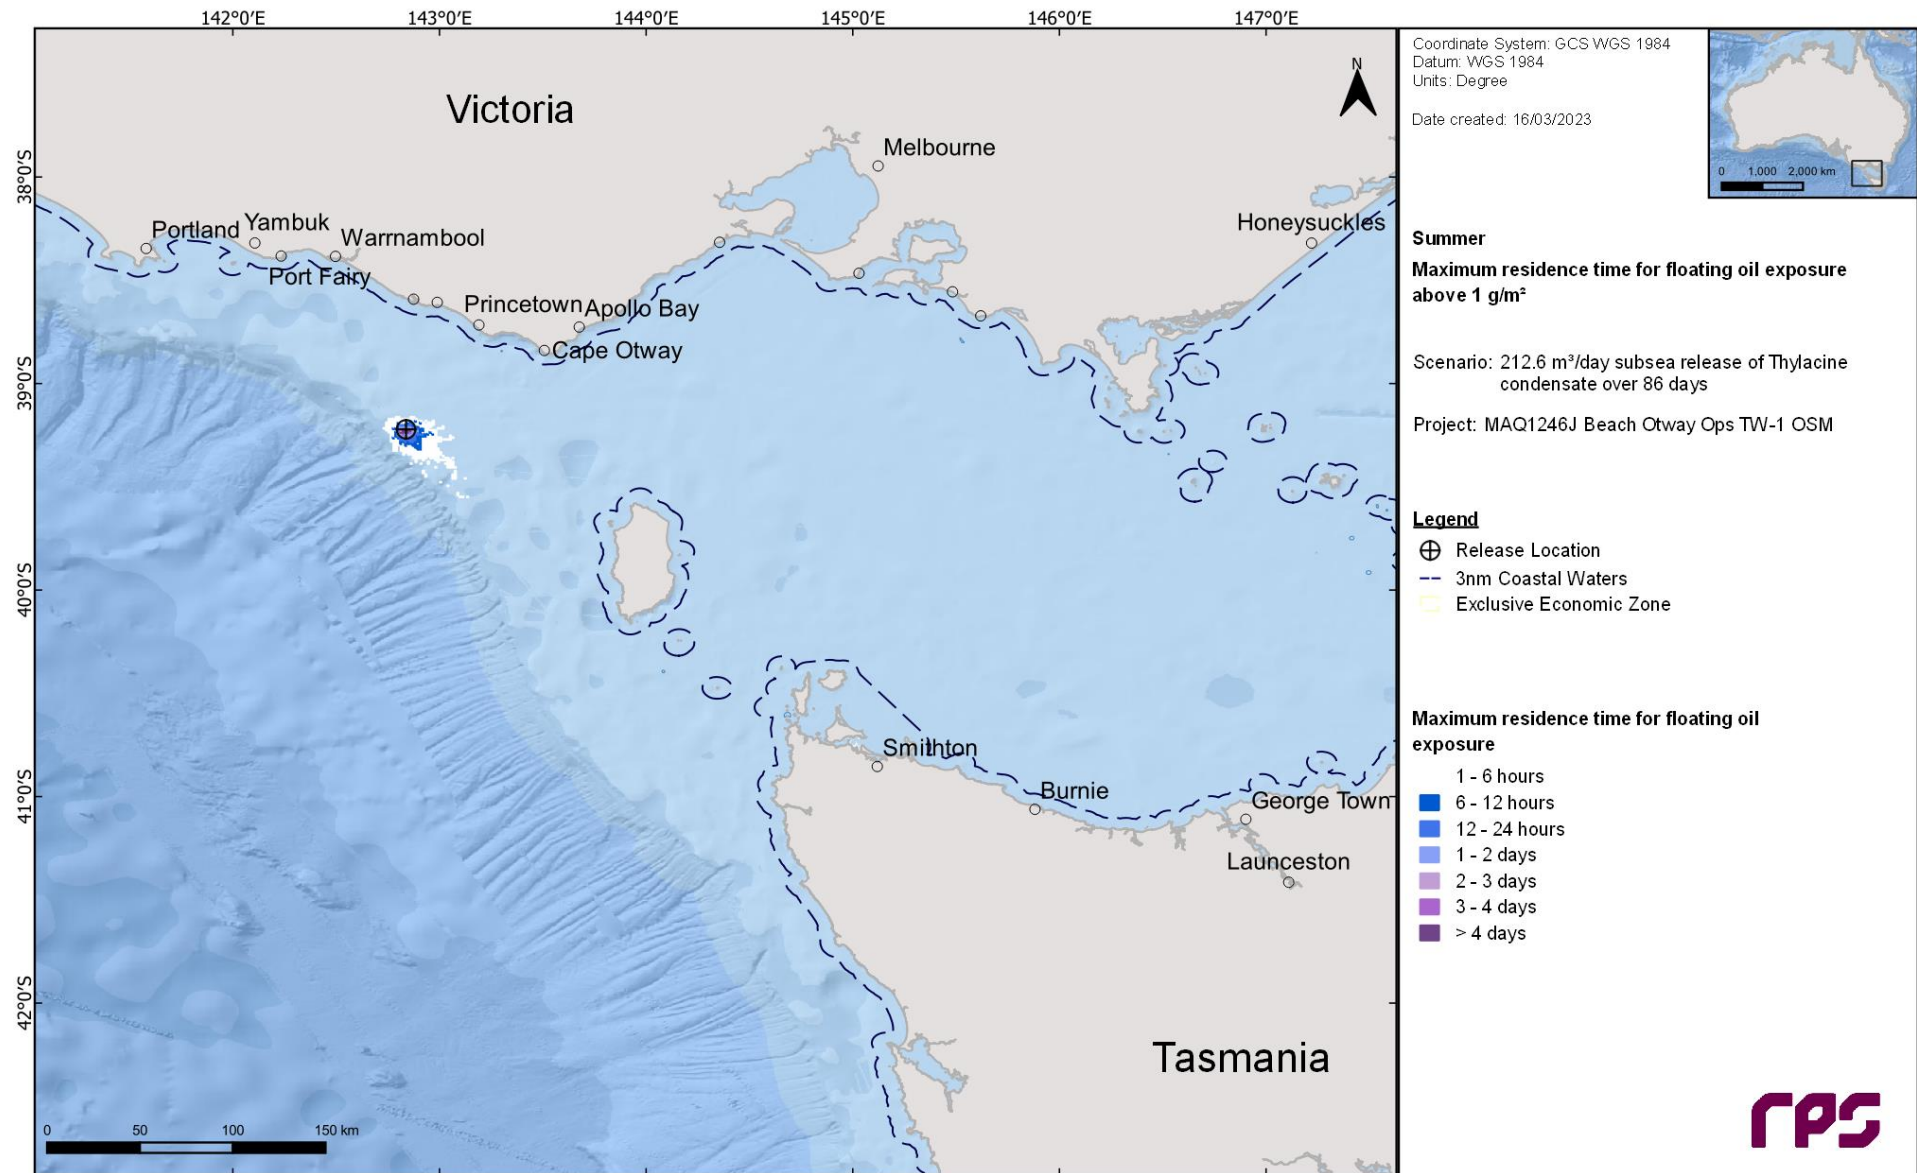 142°0'E
143°0'E
144°0'E
145°0'E
146°0'E
147°0'E
38°0'S
39°0'S
40°0'S
41°0'S
42°0'S
Victoria
N
Melbourne
Portland
Yambuk
Warrnambool
Port Fairy
Princetown
Apollo Bay
Cape Otway
Honeysuckles
Smithton
Burnie
George Town
Launceston
Tasmania
0 50 100 150 km
Coordinate System: GCS WGS 1984
Datum: WGS 1984
Units: Degree
Date created: 16/03/2023
0 1,000 2,000 km
Summer
Maximum residence time for floating oil exposure
above 1 g/m²
Scenario: 212.6 m³/day subsea release of Thylacine
condensate over 86 days
Project: MAQ1246J Beach Otway Ops TW-1 OSM
Legend
Release Location
3nm Coastal Waters
Exclusive Economic Zone
Maximum residence time for floating oil
exposure
1 - 6 hours
6 - 12 hours
12 - 24 hours
1 - 2 days
2 - 3 days
3 - 4 days
> 4 days
rps